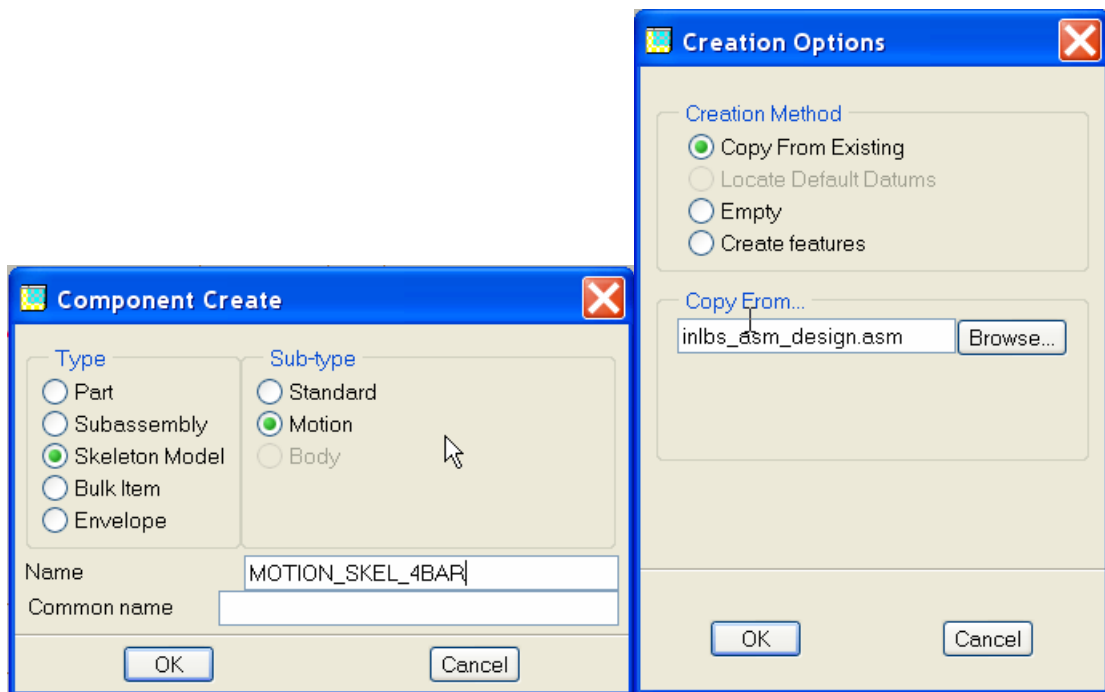 Component Create
Type
Part
Subassembly
Skeleton Model
Bulk Item
Envelope
Sub-type
Standard
Motion
Body
Name
MOTION_SKEL_4BAR
Common name
OK
Cancel
Creation Options
Creation Method
Copy From Existing
Locate Default Datums
Empty
Create features
Copy From...
inlbs_asm_design.asm
Browse...
OK
Cancel